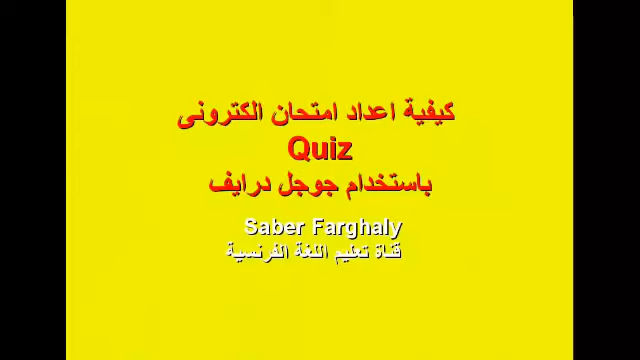 كيفية اعداد امتحان الكترونى
Quiz
باستخدام جوجل درايف
Saber Farghaly
قناة تعليم اللغة الفرنسية